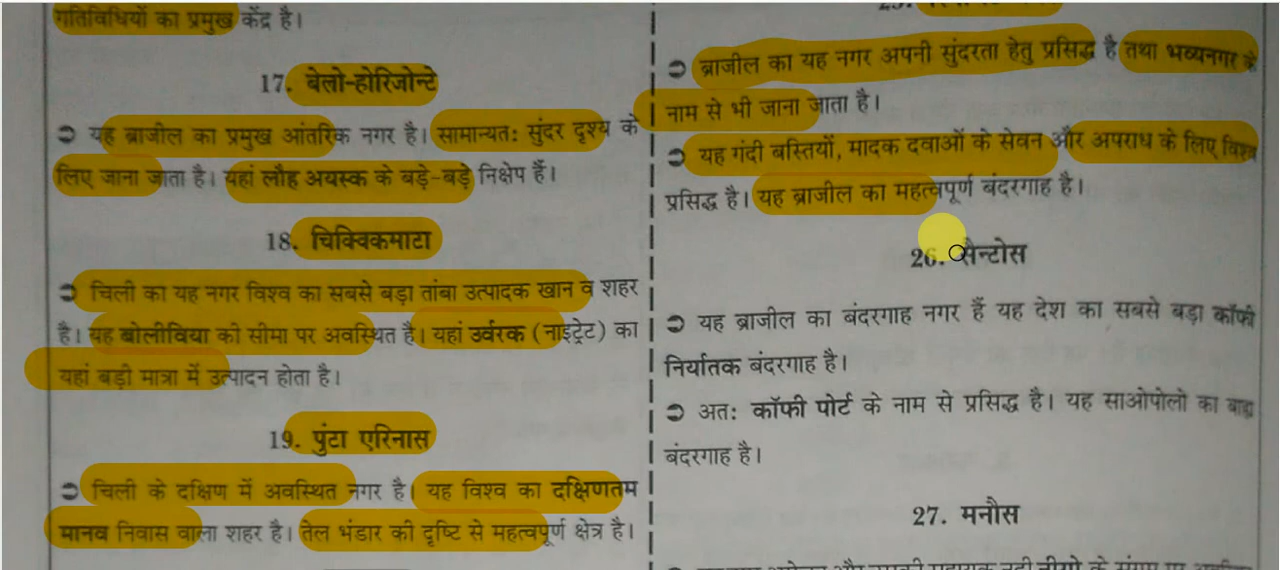 गतिविधियों का प्रमुख केंद्र है।
17. बेलो-होरिजोन्टे
➲ यह ब्राजील का प्रमुख आंतरिक नगर है। सामान्यतः सुंदर दृश्य के
लिए जाना जाता है। यहां लौह अयस्क के बड़े-बड़े निक्षेप हैं।
18. चिक्विकमाटा
➲ चिली का यह नगर विश्व का सबसे बड़ा तांबा उत्पादक खान व शहर
है। यह बोलीविया की सीमा पर अवस्थित है। यहां उर्वरक (नाइट्रेट) का
यहां बड़ी मात्रा में उत्पादन होता है।
19. पुंटा एरिनास
➲ चिली के दक्षिण में अवस्थित नगर है। यह विश्व का दक्षिणतम
मानव निवास वाला शहर है। तेल भंडार की दृष्टि से महत्वपूर्ण क्षेत्र है।
➲ ब्राजील का यह नगर अपनी सुंदरता हेतु प्रसिद्ध है तथा भव्यनगर के
नाम से भी जाना जाता है।
➲ यह गंदी बस्तियों, मादक दवाओं के सेवन और अपराध के लिए विश्व
प्रसिद्ध है। यह ब्राजील का महत्वपूर्ण बंदरगाह है।
26. सैन्टोस
➲ यह ब्राजील का बंदरगाह नगर हैं यह देश का सबसे बड़ा कॉफी
निर्यातक बंदरगाह है।
➲ अतः कॉफी पोर्ट के नाम से प्रसिद्ध है। यह साओपोलो का बाह्य
बंदरगाह है।
27. मनौस